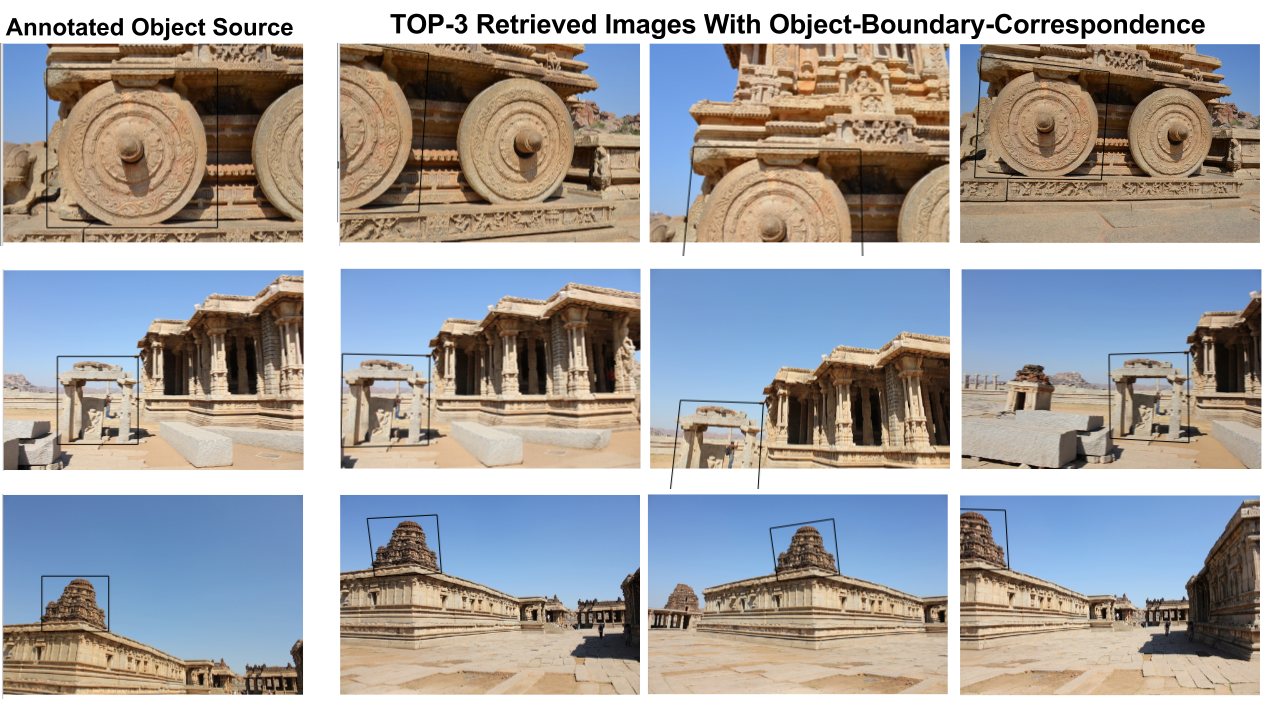 Annotated Object Source
TOP-3 Retrieved Images With Object-Boundary-Correspondence